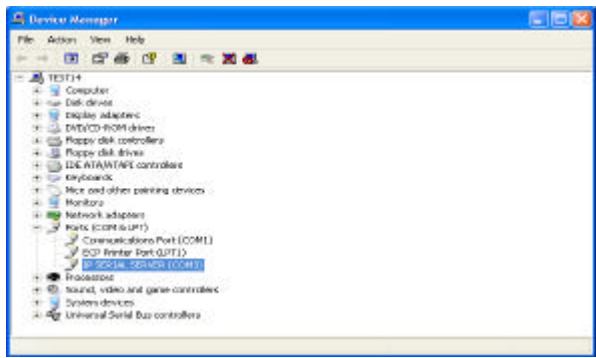 Device Manager
File Action View Help
TEST14
Computer
Disk drives
Display adapters
DVD/CD-ROM drives
Floppy disk controllers
Floppy disk drives
IDE ATA/ATAPI controllers
Keyboards
Mice and other pointing devices
Monitors
Network adapters
Ports (COM & LPT)
Communications Port (COM1)
ECP Printer Port (LPT1)
IP SERIAL SERVER (COM3)
Processors
Sound, video and game controllers
System devices
Universal Serial Bus controllers